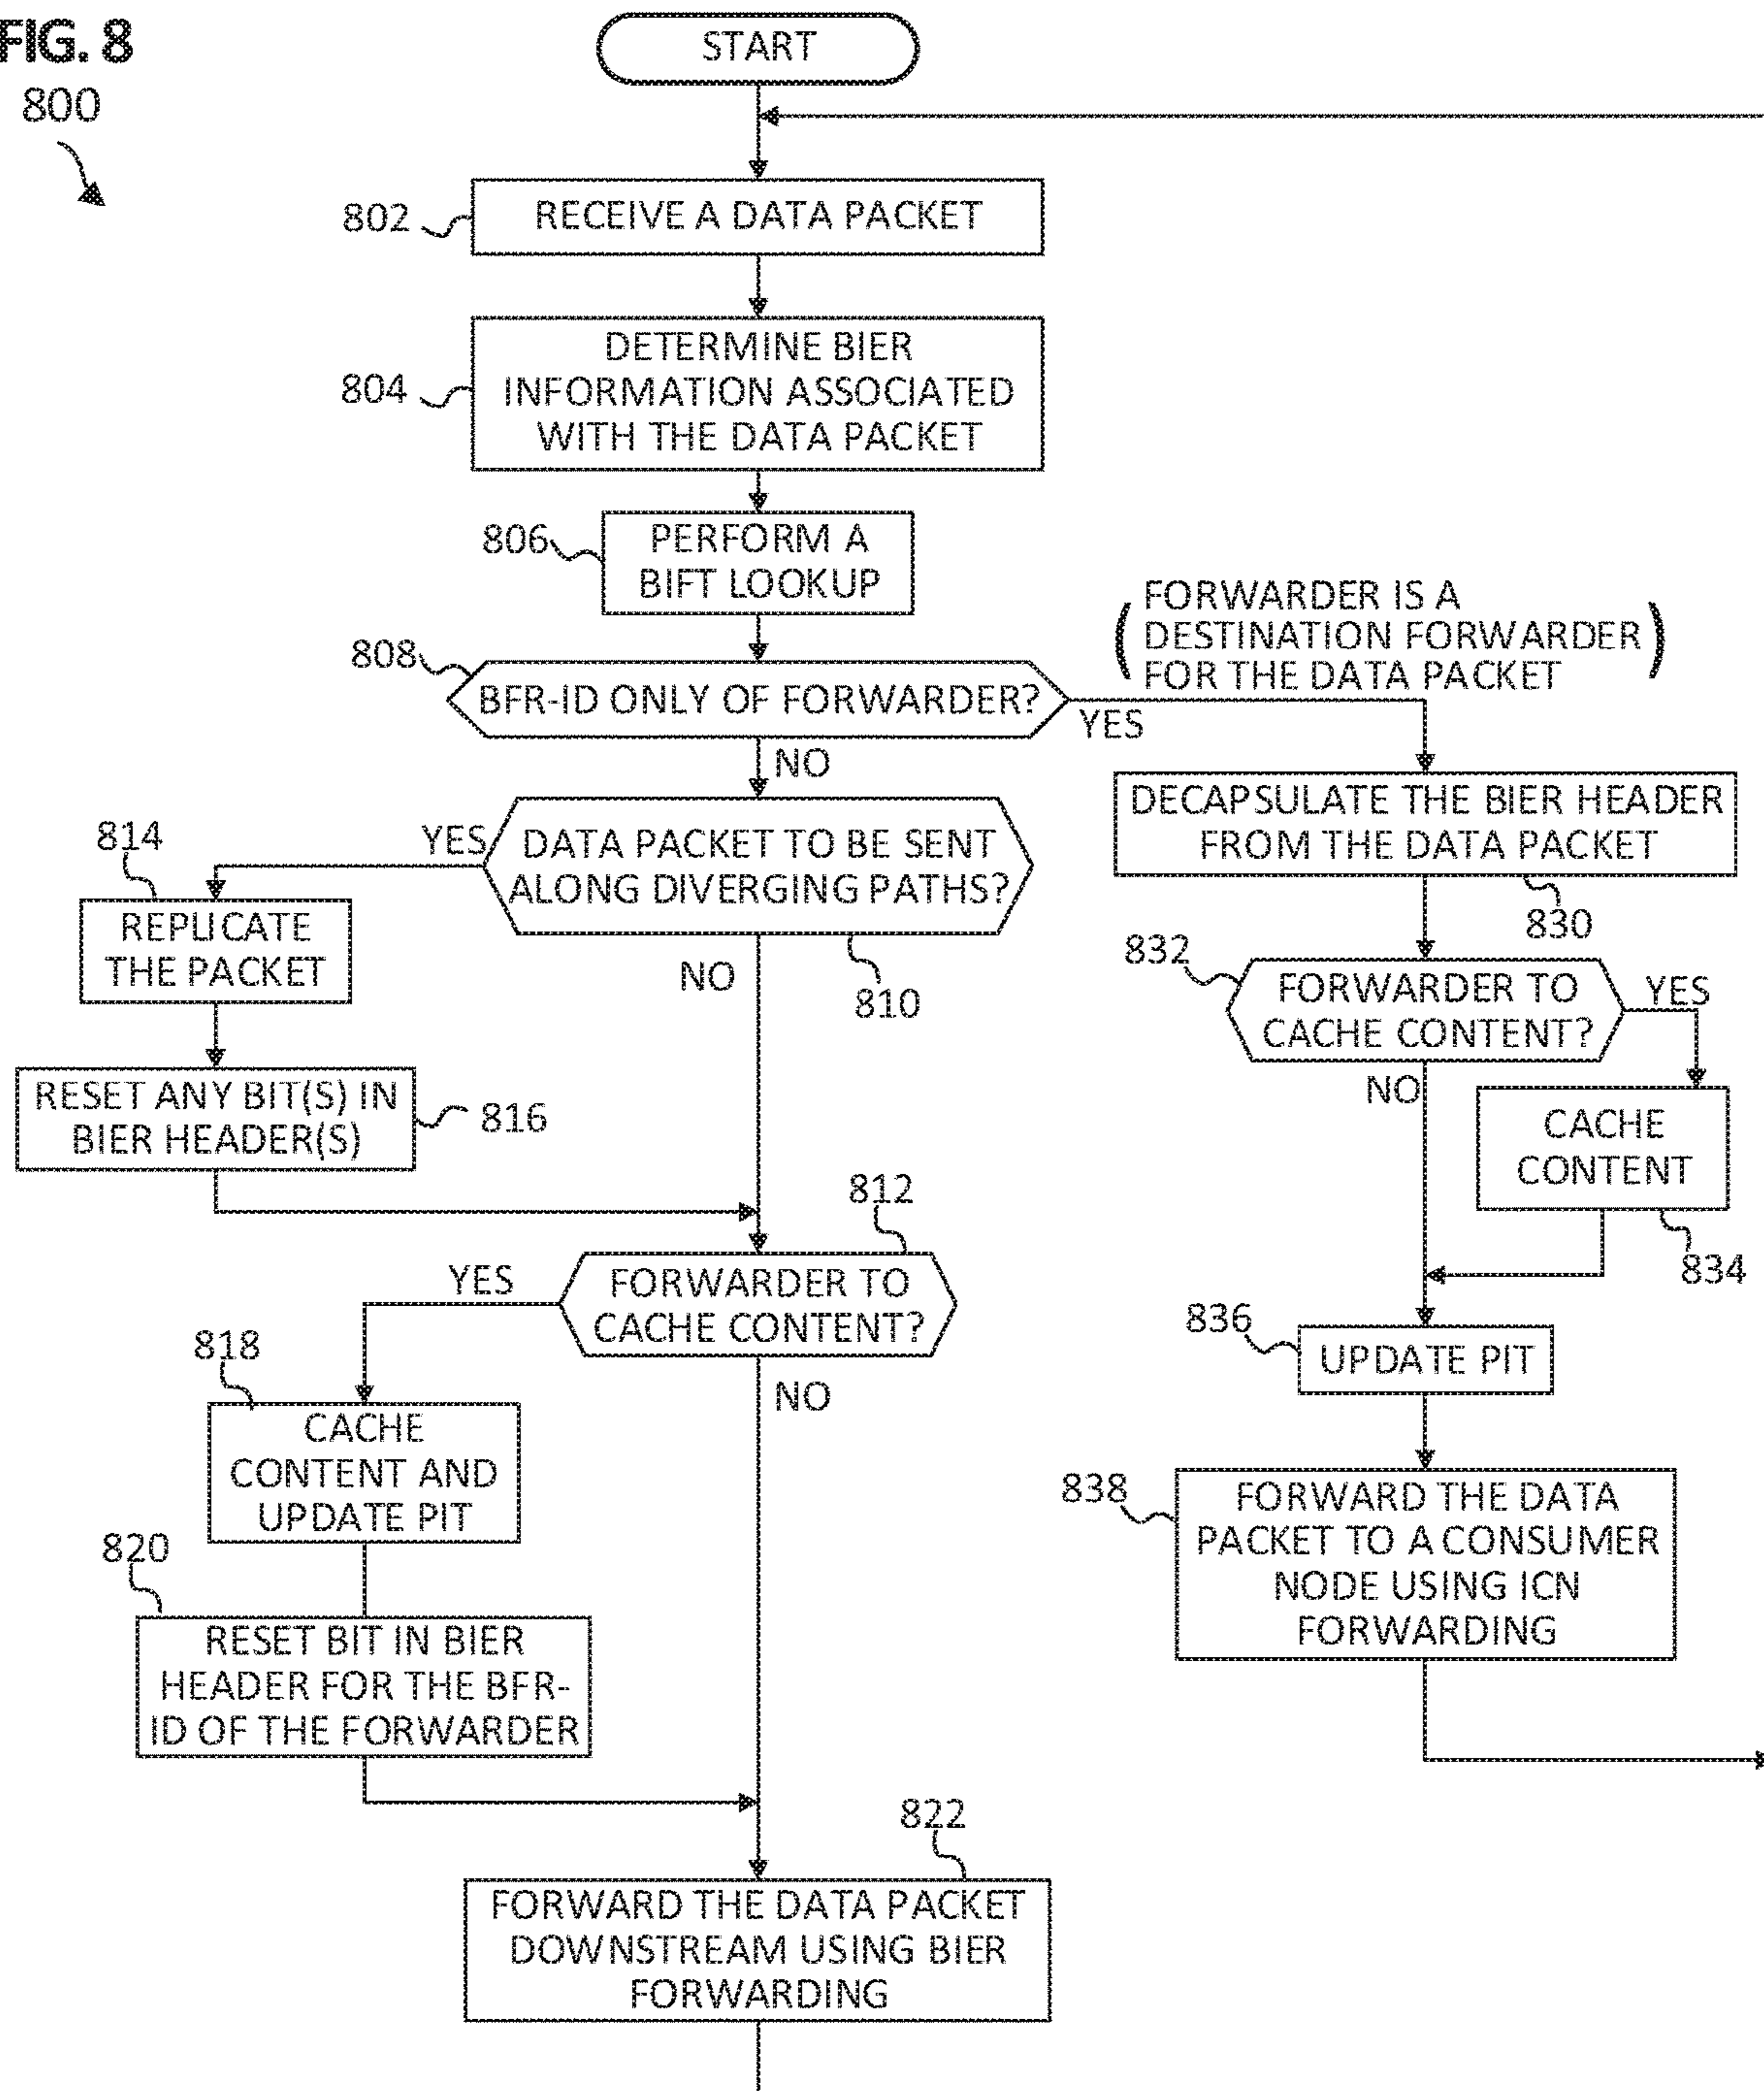 FIG. 8
800
START
802
RECEIVE A DATA PACKET
804
DETERMINE BIER
INFORMATION ASSOCIATED
WITH THE DATA PACKET
806
PERFORM A
BIFT LOOKUP
(FORWARDER IS A
DESTINATION FORWARDER
FOR THE DATA PACKET)
808
BFR-ID ONLY OF FORWARDER?
YES
NO
814
YES
DATA PACKET TO BE SENT
ALONG DIVERGING PATHS?
810
NO
REPLICATE
THE PACKET
RESET ANY BIT(S) IN
BIER HEADER(S)
816
812
FORWARDER TO
CACHE CONTENT?
YES
NO
818
CACHE
CONTENT AND
UPDATE PIT
820
RESET BIT IN BIER
HEADER FOR THE BFR-
ID OF THE FORWARDER
822
FORWARD THE DATA PACKET
DOWNSTREAM USING BIER
FORWARDING
DECAPSULATE THE BIER HEADER
FROM THE DATA PACKET
830
832
FORWARDER TO
CACHE CONTENT?
YES
NO
CACHE
CONTENT
834
836
UPDATE PIT
838
FORWARD THE DATA
PACKET TO A CONSUMER
NODE USING ICN
FORWARDING